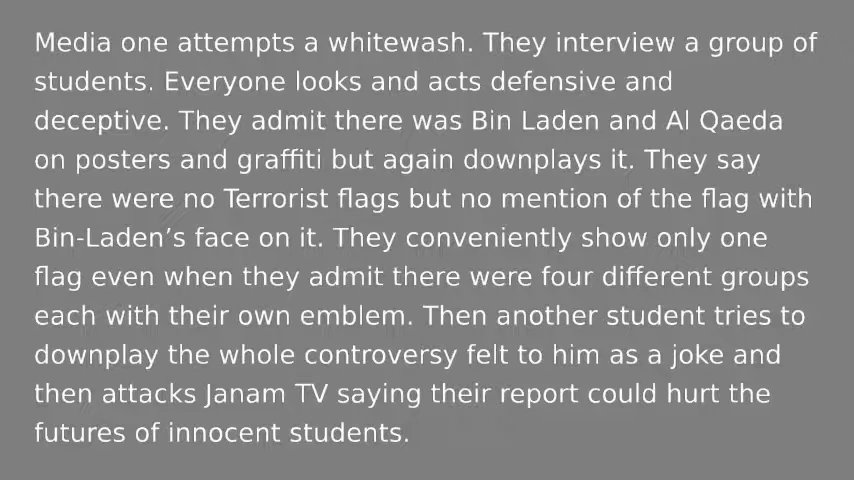 Media one attempts a whitewash. They interview a group of
students. Everyone looks and acts defensive and
deceptive. They admit there was Bin Laden and Al Qaeda
on posters and graffiti but again downplays it. They say
there were no Terrorist flags but no mention of the flag with
Bin-Laden’s face on it. They conveniently show only one
flag even when they admit there were four different groups
each with their own emblem. Then another student tries to
downplay the whole controversy felt to him as a joke and
then attacks Janam TV saying their report could hurt the
futures of innocent students.